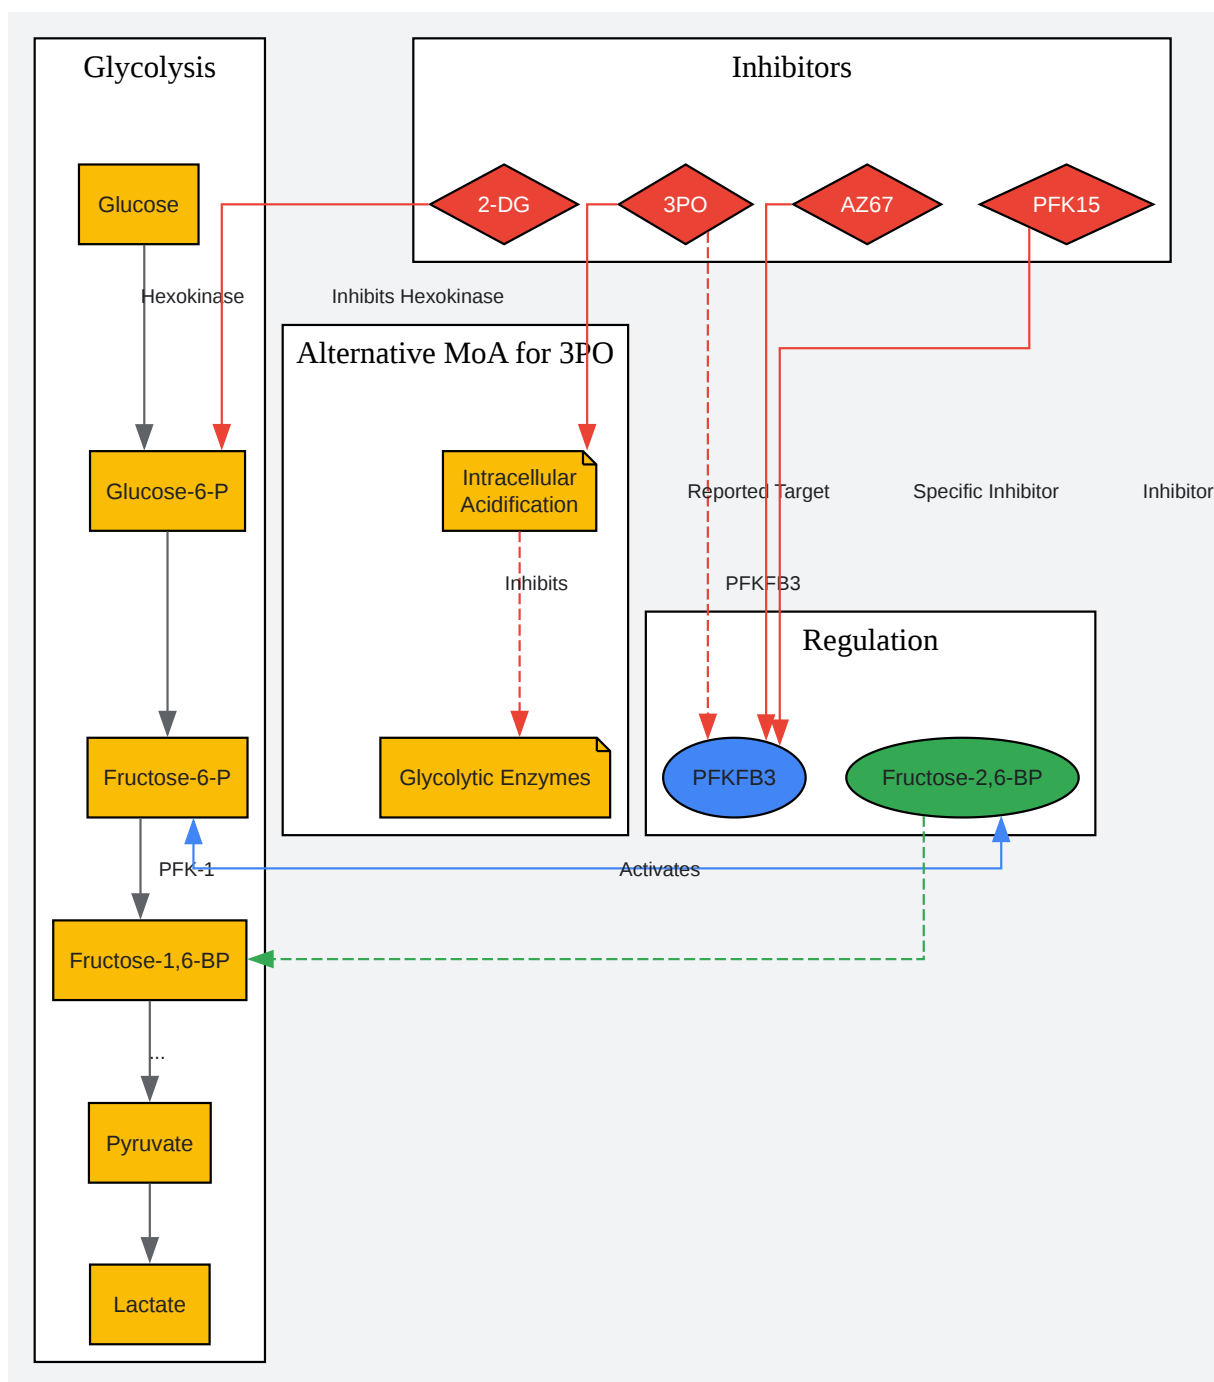 Glycolysis
Inhibitors
Glucose
2-DG
3PO
AZ67
PFK15
Hexokinase
Inhibits Hexokinase
Alternative MoA for 3PO
Glucose-6-P
Intracellular
Acidification
Reported Target
Specific Inhibitor
Inhibitor
Inhibits
PFKFB3
Regulation
Fructose-6-P
Glycolytic Enzymes
PFKFB3
Fructose-2,6-BP
PFK-1
Activates
Fructose-1,6-BP
...
Pyruvate
Lactate